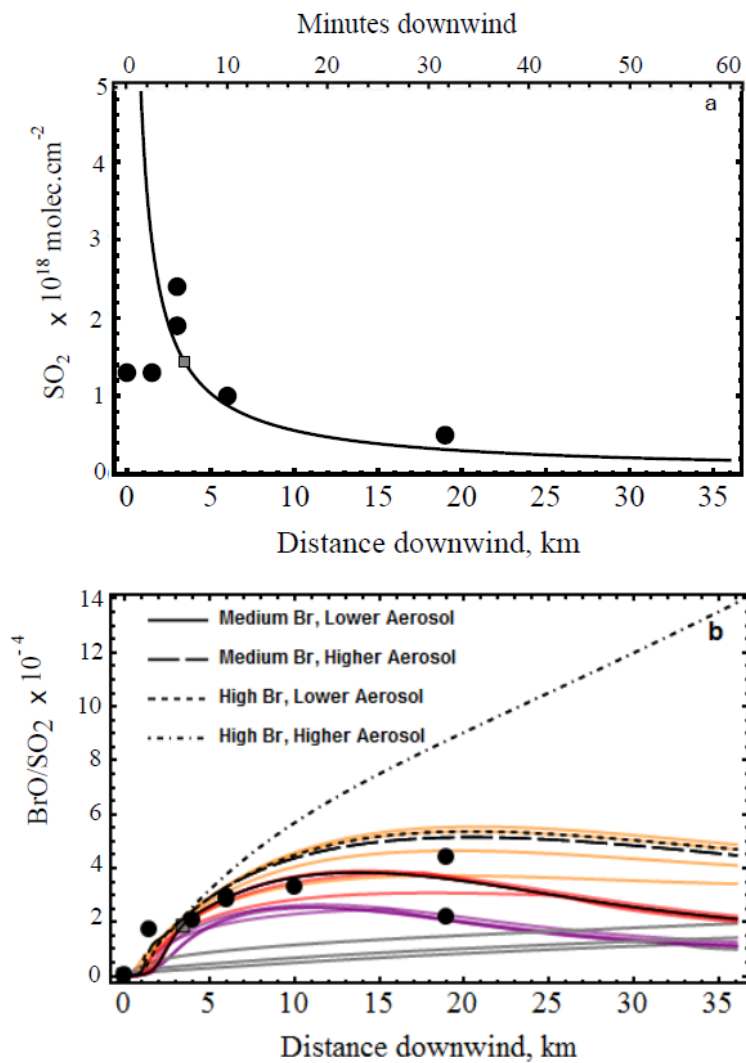 Minutes downwind
0 10 20 30 40 50 60
a
5
4
3
2
1
0
SO2 x 10^18 molec.cm^-2
0 5 10 15 20 25 30 35
Distance downwind, km
14
12
10
8
6
4
2
0
BrO/SO2 x 10^-4
b
Medium Br, Lower Aerosol
Medium Br, Higher Aerosol
High Br, Lower Aerosol
High Br, Higher Aerosol
0 5 10 15 20 25 30 35
Distance downwind, km